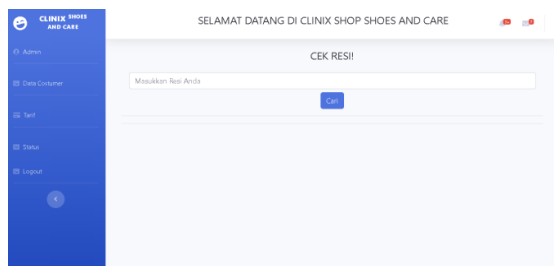 CLINIX SHOES
AND CARE
SELAMAT DATANG DI CLINIX SHOP SHOES AND CARE
Admin
Data Costumer
Tarif
Status
Logout
CEK RESI!
Masukkan Resi Anda
Cari